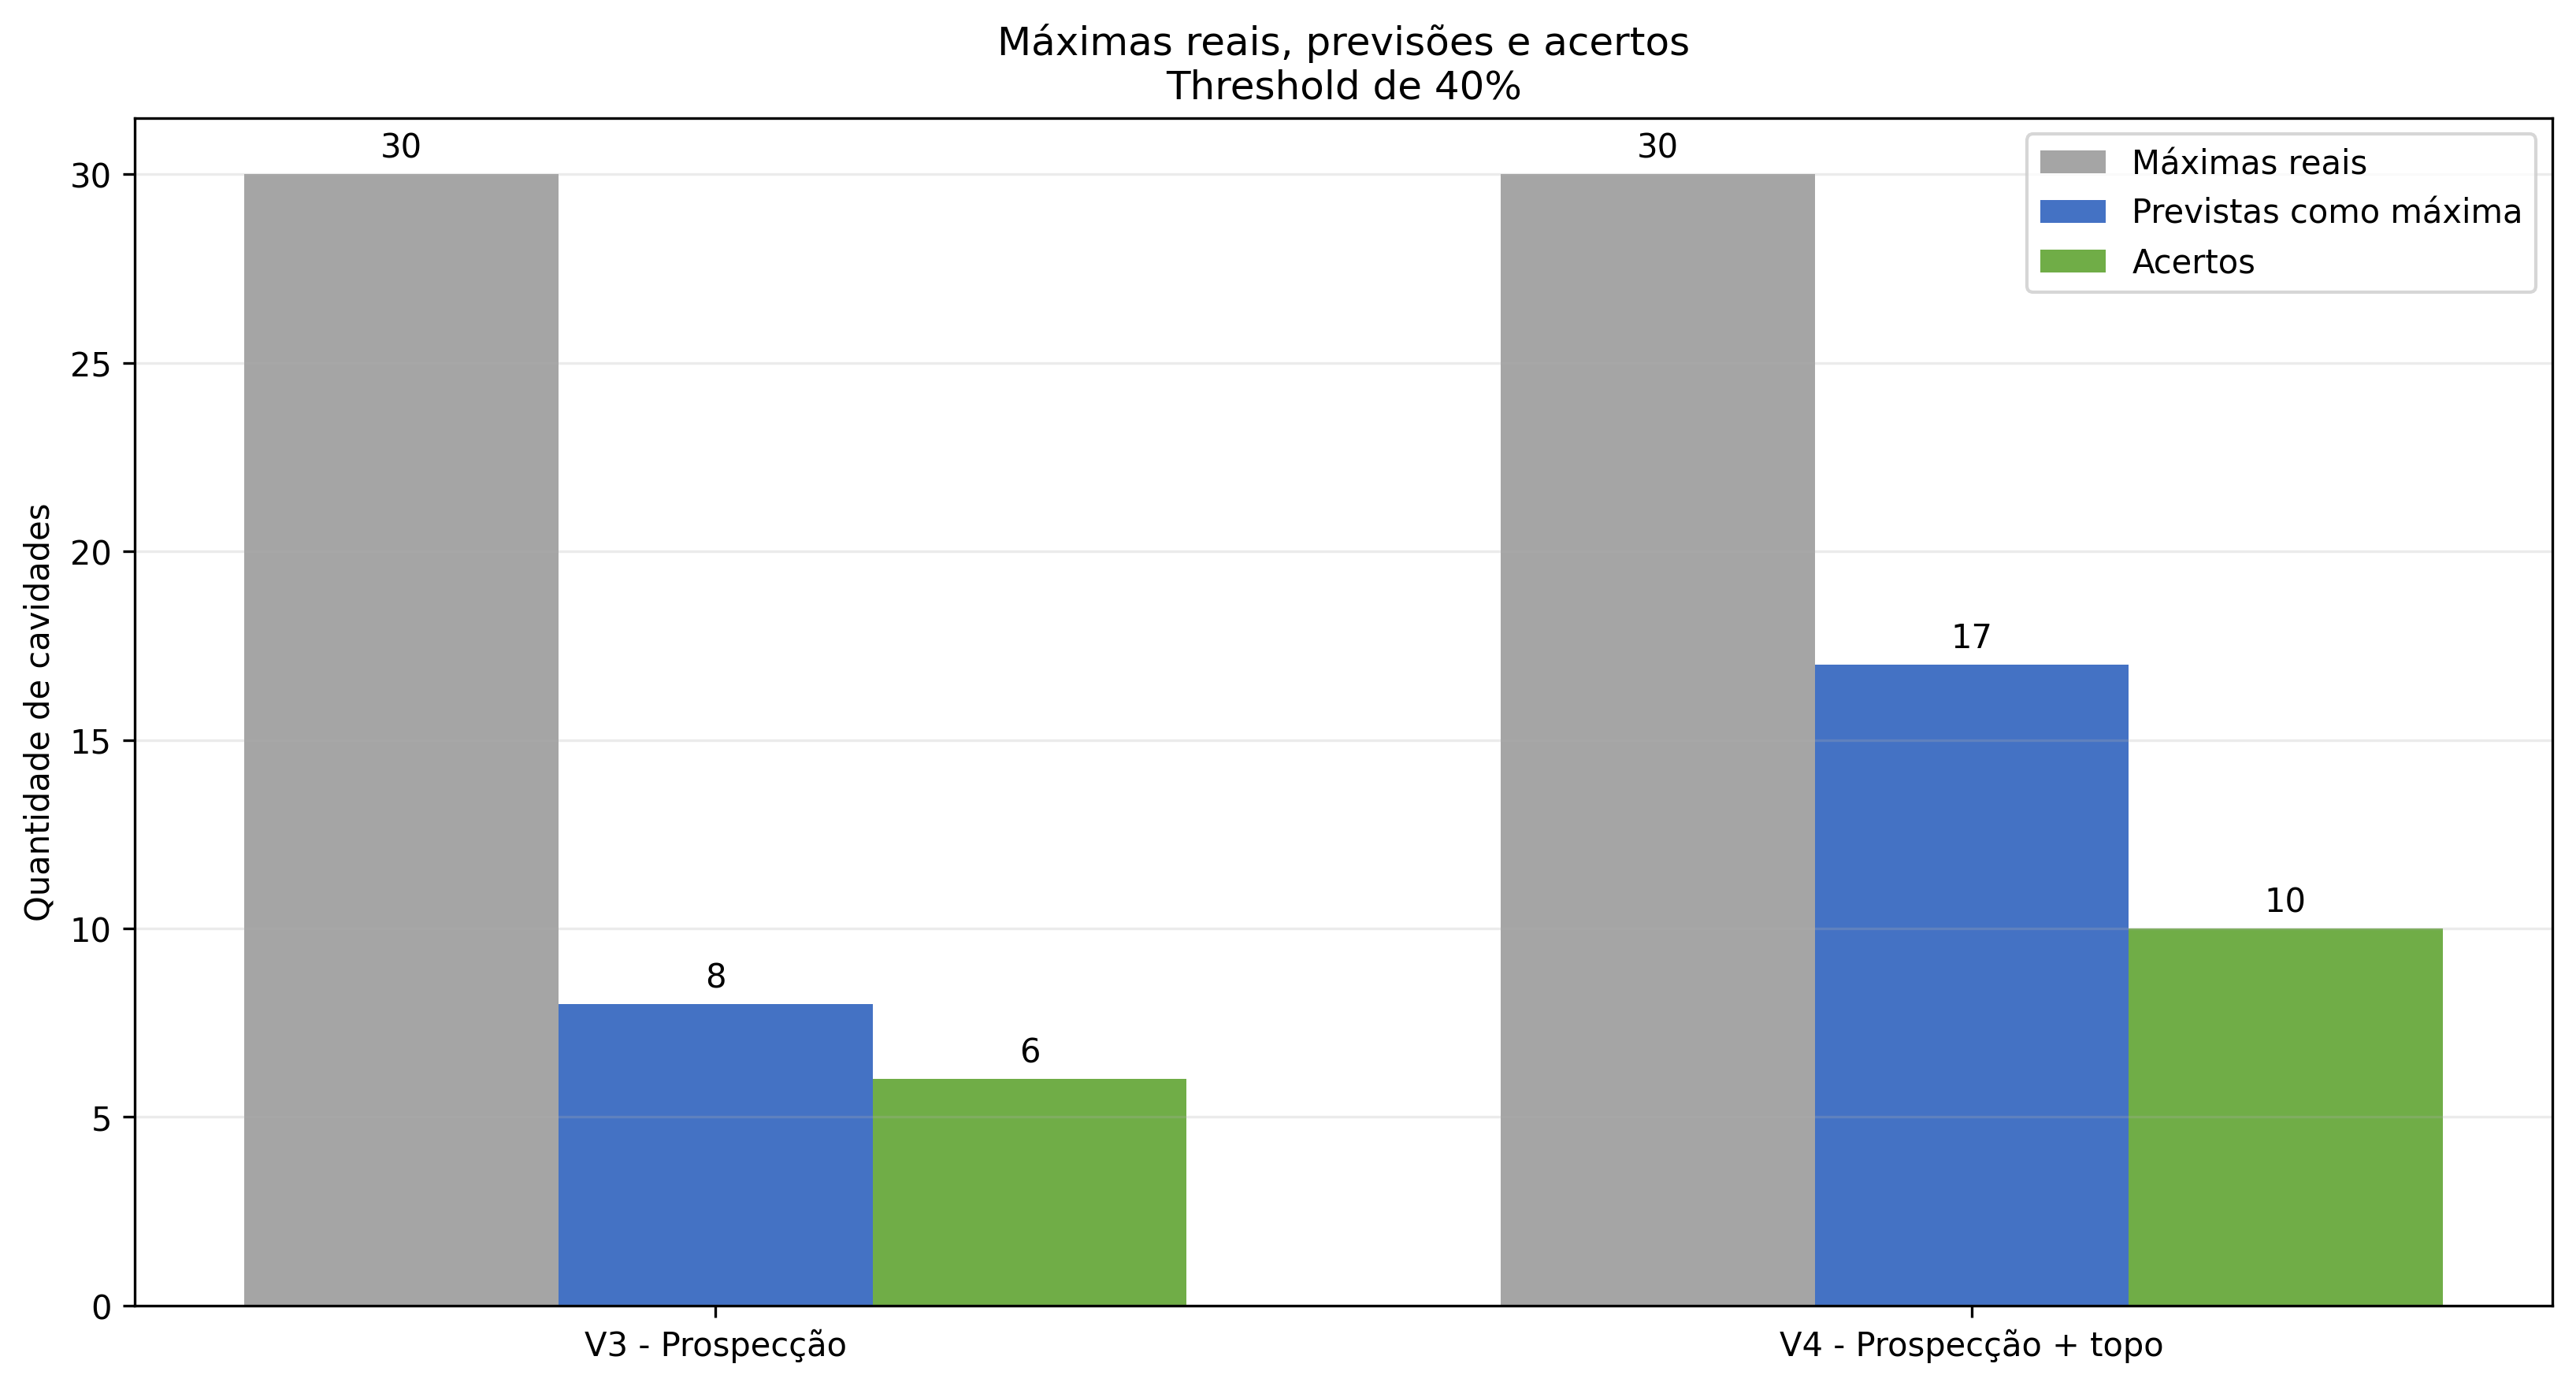 Máximas reais, previsões e acertos
Threshold de 40%
Quantidade de cavidades
30
25
20
15
10
5
0
30
8
6
30
17
10
Máximas reais
Previstas como máxima
Acertos
V3 - Prospecção
V4 - Prospecção + topo